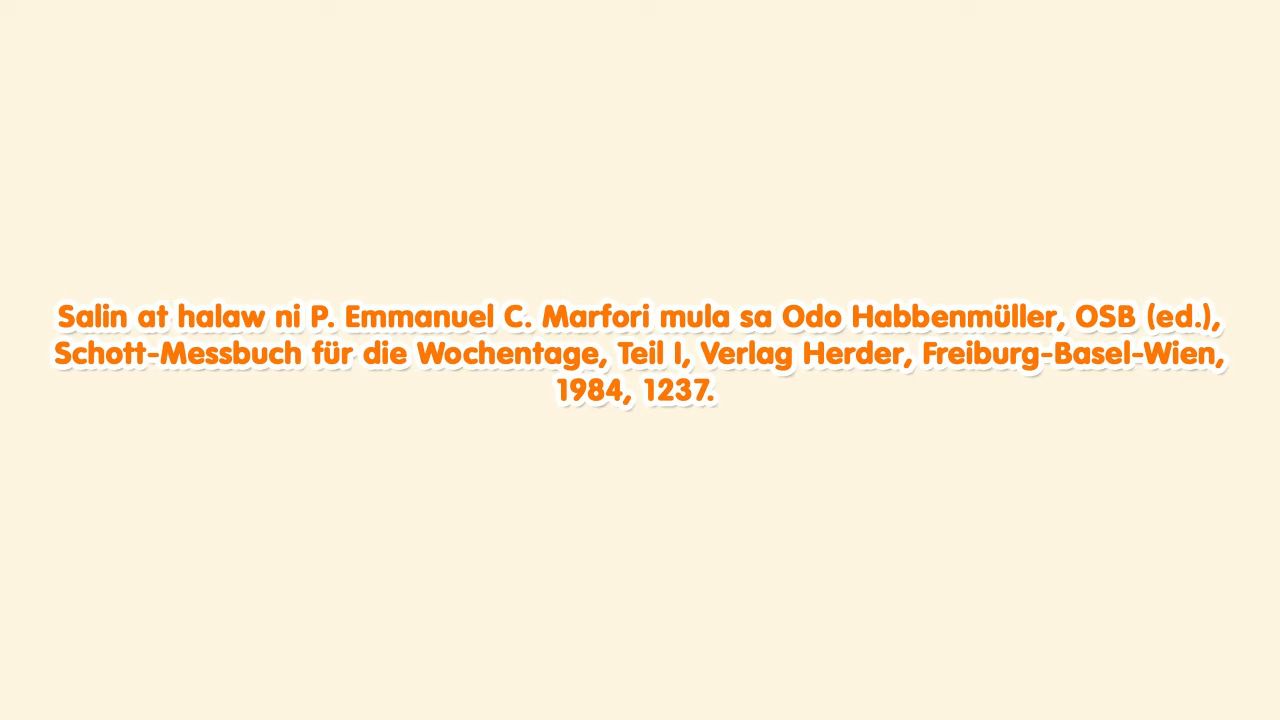 Salin at halaw ni P. Emmanuel C. Marfori mula sa Odo Habbenmüller, OSB (ed.),
Schott-Messbuch für die Wochentage, Teil I, Verlag Herder, Freiburg-Basel-Wien,
1984, 1237.